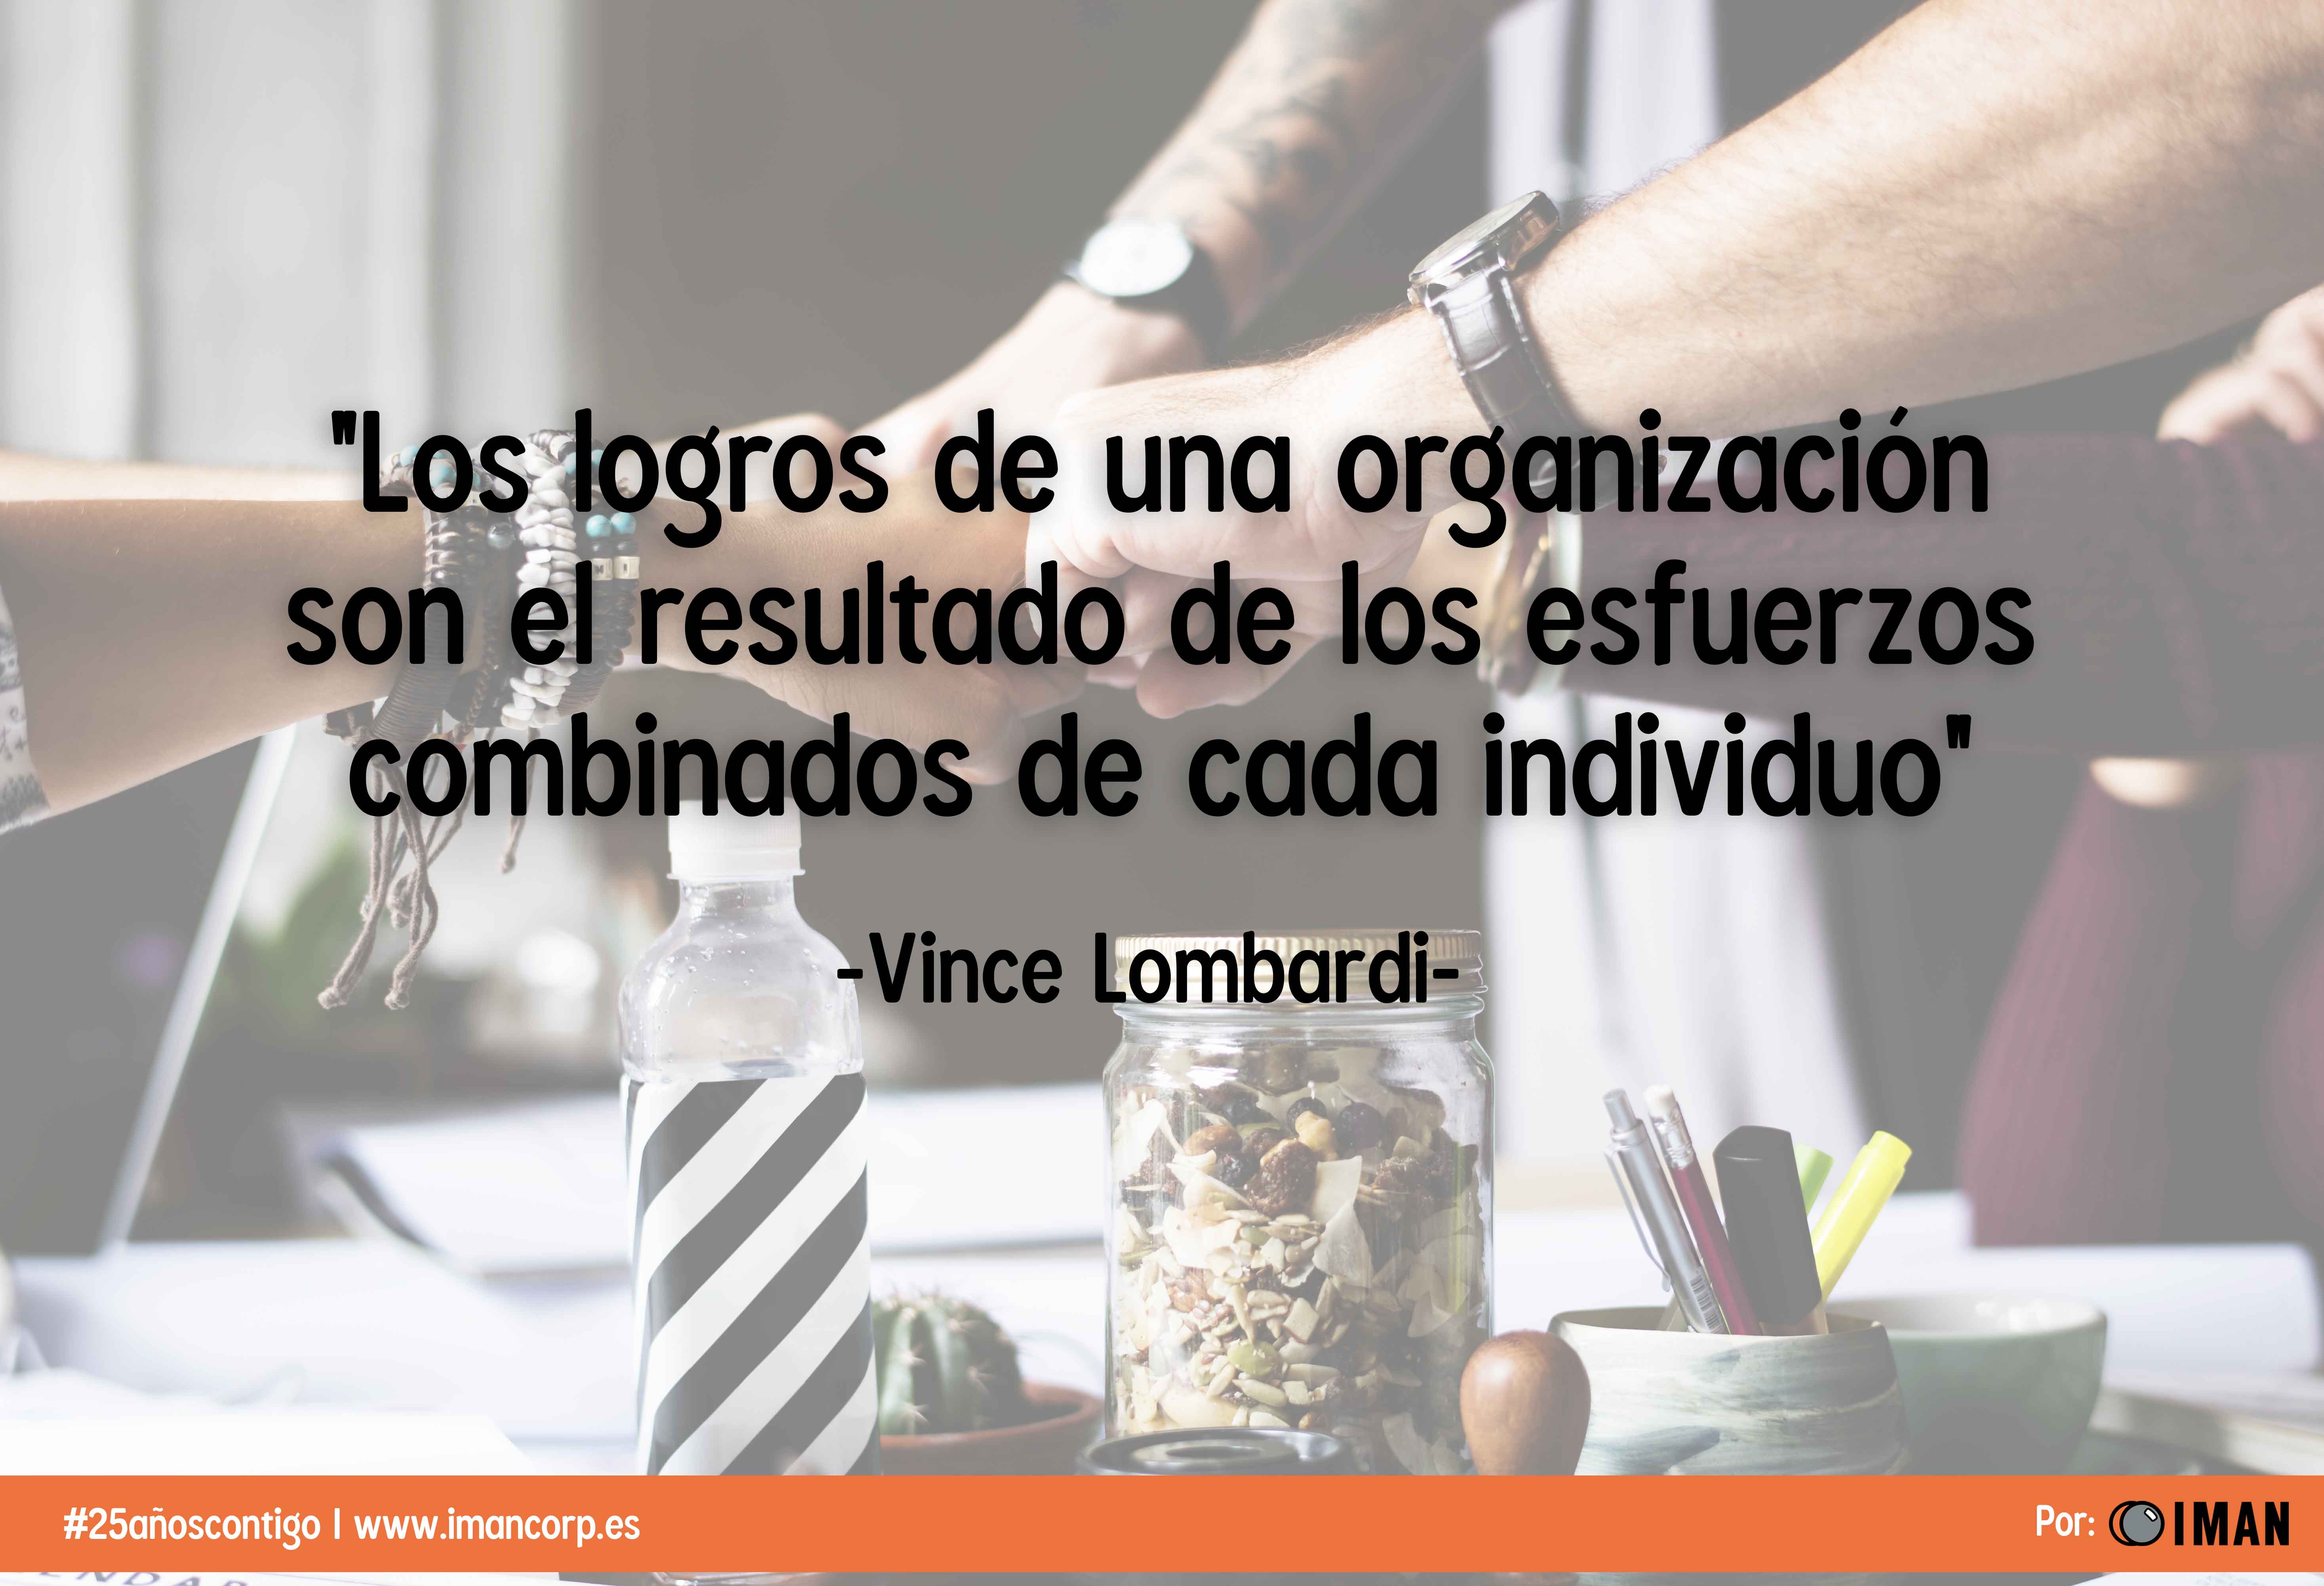 "Los logros de una organización
son el resultado de los esfuerzos
combinados de cada individuo"
-Vince Lombardi-
#25añoscontigo | www.imancorp.es
Por: IMAN